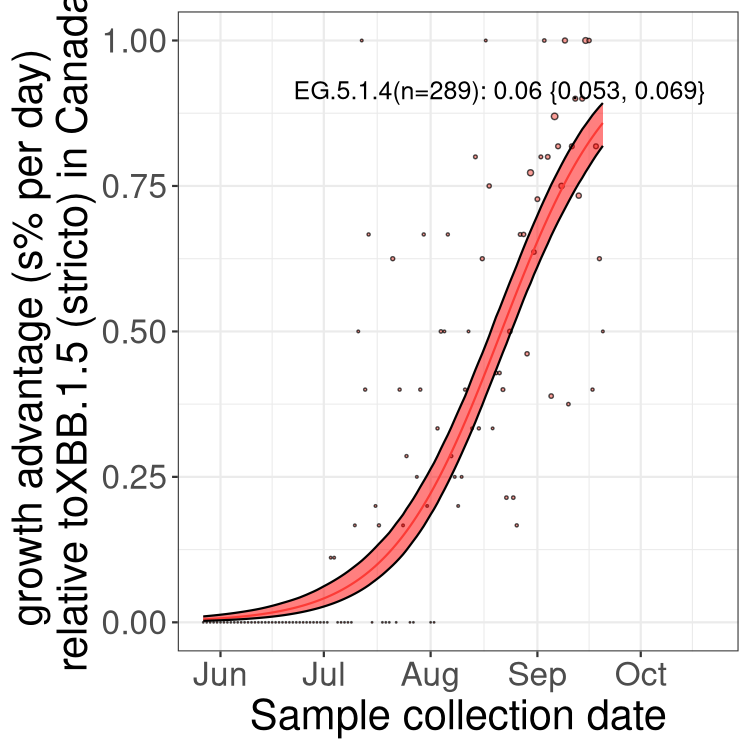 growth advantage (s% per day)
relative toXBB.1.5 (stricto) in Canada
1.00
0.75
0.50
0.25
0.00
EG.5.1.4(n=289): 0.06 {0.053, 0.069}
Jun Jul Aug Sep Oct
Sample collection date